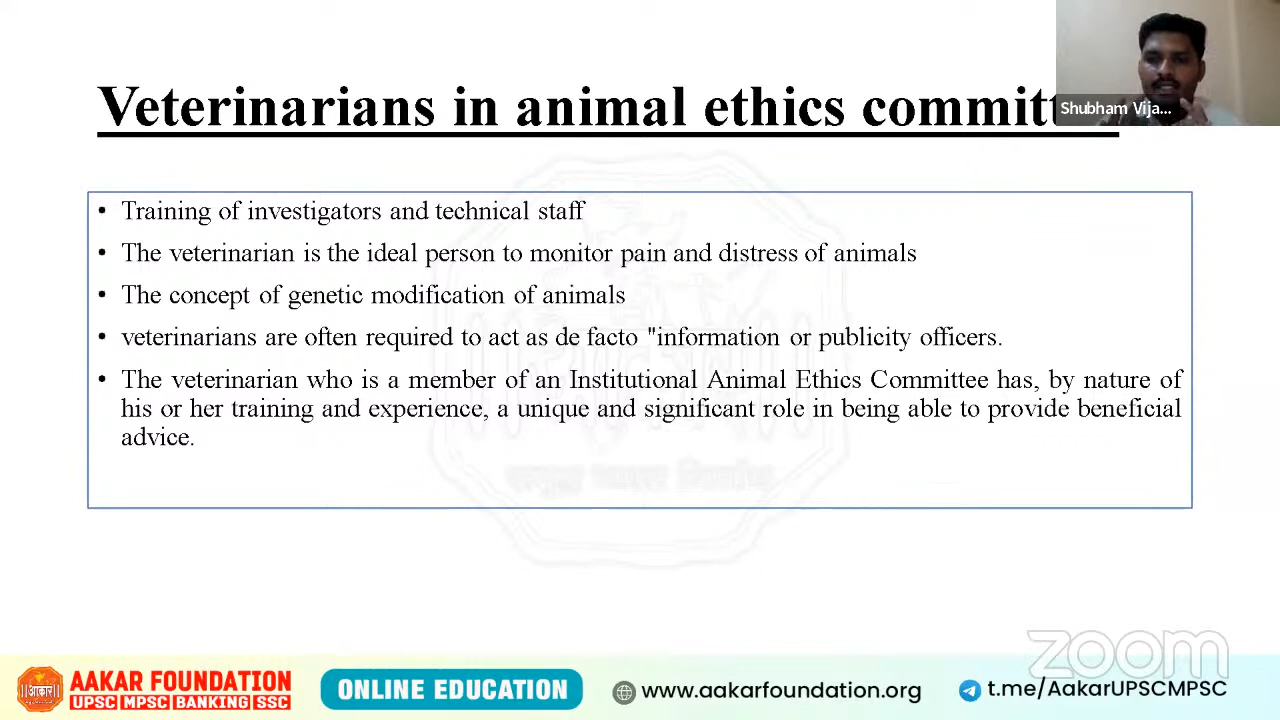 Veterinarians in animal ethics committ
Shubham Vija...
• Training of investigators and technical staff
• The veterinarian is the ideal person to monitor pain and distress of animals
• The concept of genetic modification of animals
• veterinarians are often required to act as de facto "information or publicity officers.
• The veterinarian who is a member of an Institutional Animal Ethics Committee has, by nature of
his or her training and experience, a unique and significant role in being able to provide beneficial
advice.
zoom
आकार
AAKAR FOUNDATION
UPSC MPSC BANKING SSC
ONLINE EDUCATION
www.aakarfoundation.org
t.me/AakarUPSCMPSC